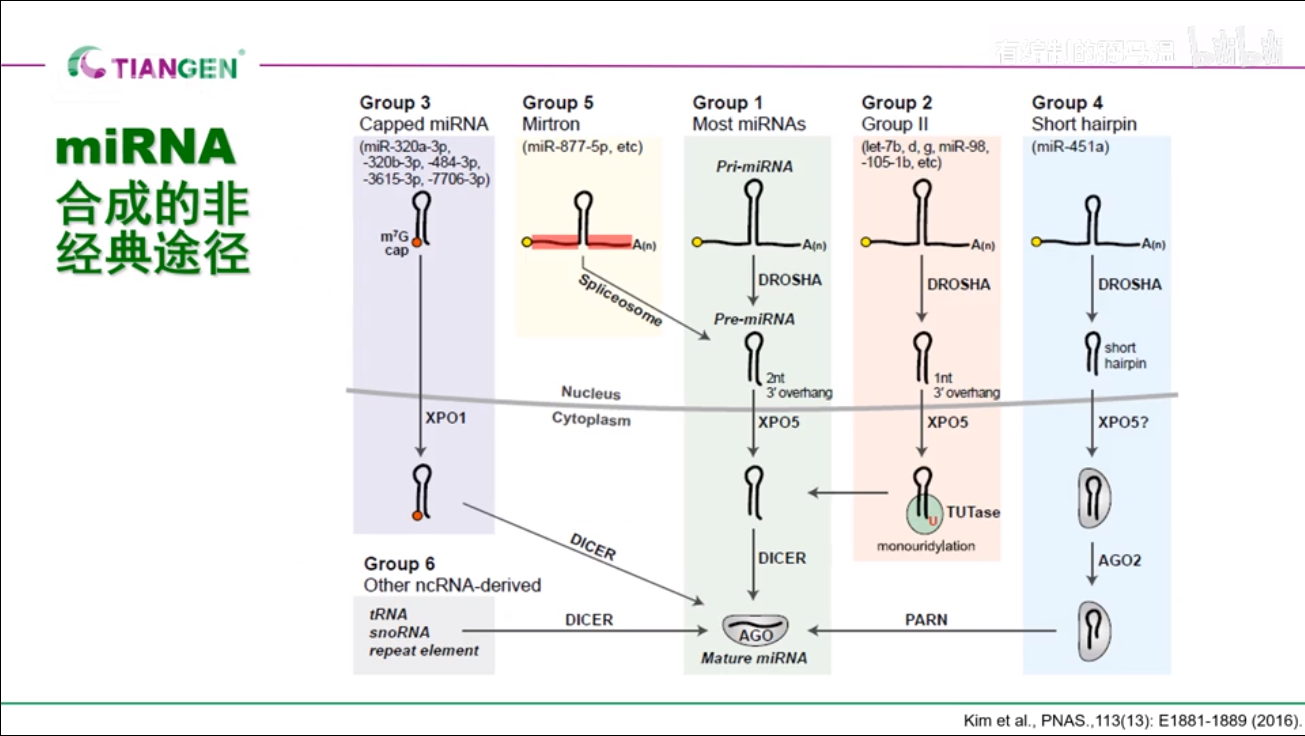 TIANGEN®
miRNA
合成的非
经典途径
Group 3
Capped miRNA
(miR-320a-3p,
-320b-3p, -484-3p,
-3615-3p, -7706-3p)
m7G
cap
XPO1
DICER
Group 5
Mirtron
(miR-877-5p, etc)
A(n)
Spliceosome
Nucleus
Cytoplasm
Group 1
Most miRNAs
Pri-miRNA
A(n)
DROSHA
Pre-miRNA
2nt
3' overhang
XPO5
DICER
AGO
Mature miRNA
Group 2
Group II
(let-7b, d, g, miR-98,
-105-1b, etc)
A(n)
DROSHA
1nt
3' overhang
XPO5
U
TUTase
monouridylation
Group 4
Short hairpin
(miR-451a)
A(n)
DROSHA
short
hairpin
XPO5?
AGO2
PARN
Group 6
Other ncRNA-derived
tRNA
snoRNA
repeat element
DICER
Kim et al., PNAS.,113(13): E1881-1889 (2016).
bilibili